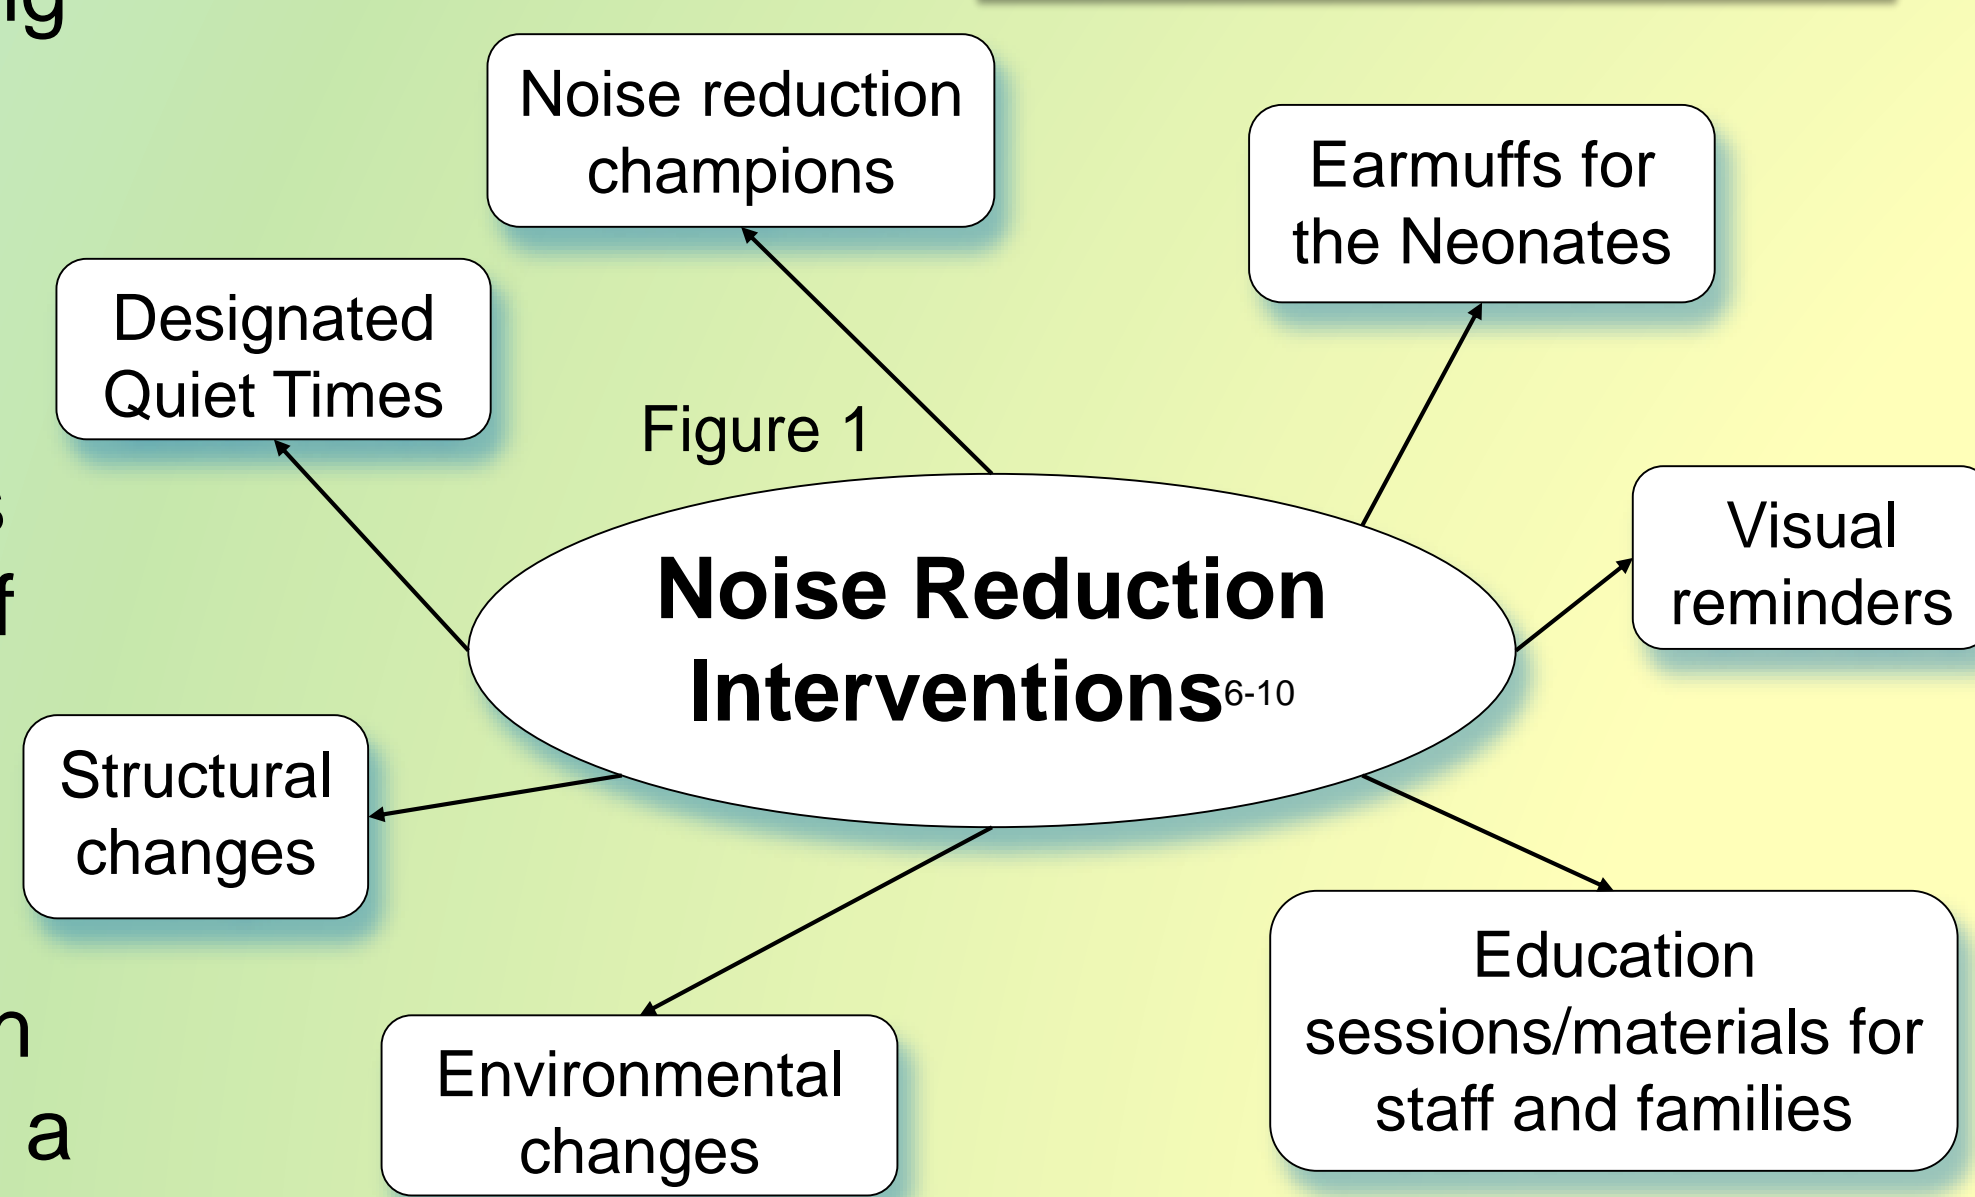 ng
Noise reduction
champions
Earmuffs for
the Neonates
Designated
Quiet Times
Figure 1
s
f
Visual
reminders
Noise Reduction
Interventions6-10
Structural
changes
n
a
Environmental
changes
Education
sessions/materials for
staff and families